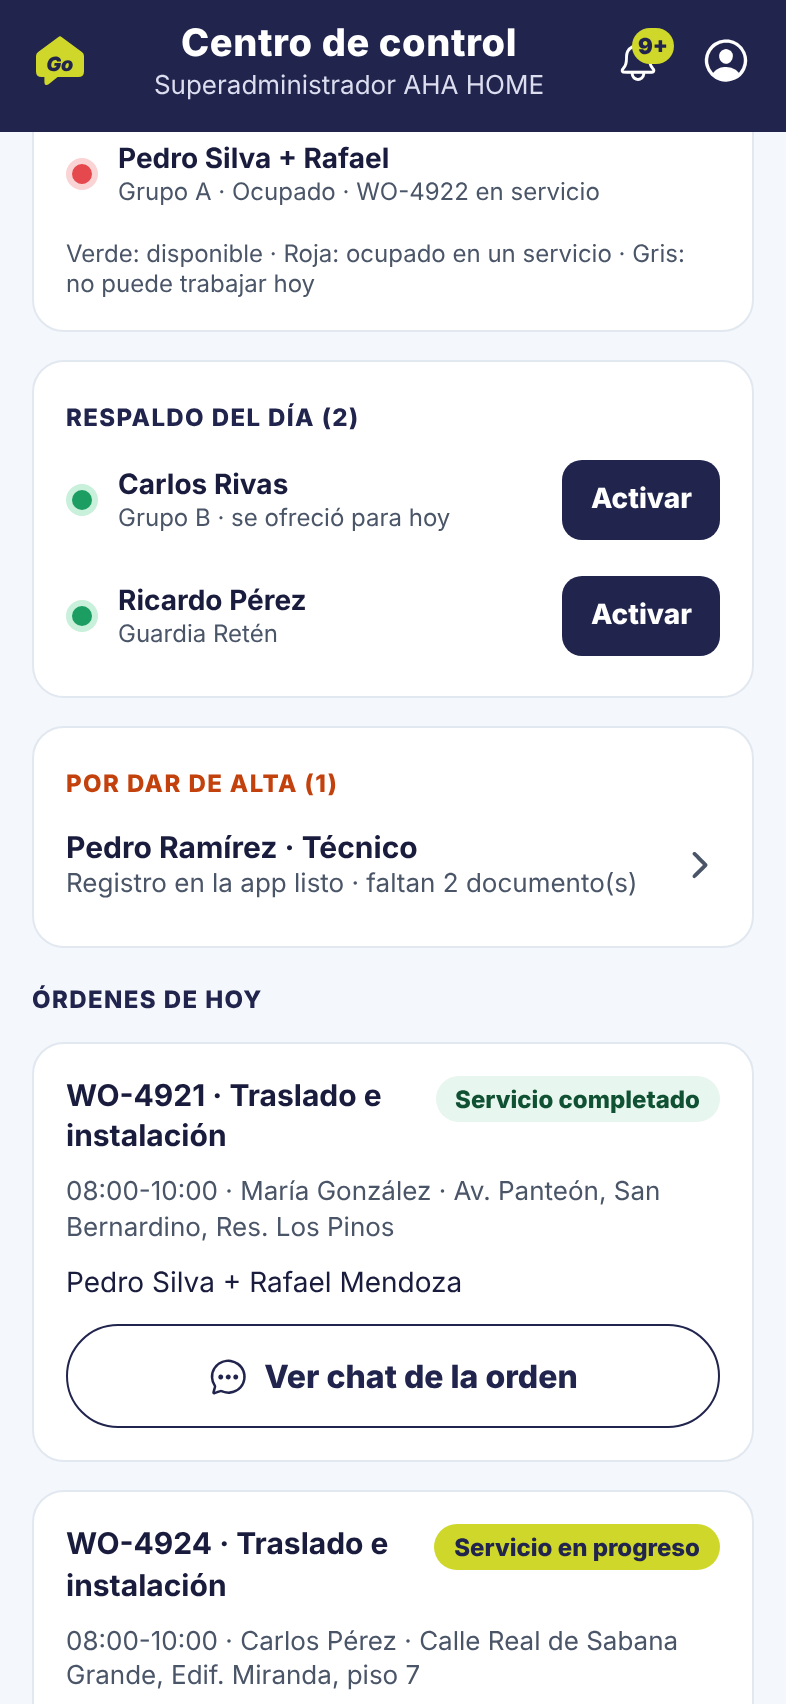 Go
Centro de control
Superadministrador AHA HOME
9+
Pedro Silva + Rafael
Grupo A · Ocupado · WO-4922 en servicio
Verde: disponible · Roja: ocupado en un servicio · Gris:
no puede trabajar hoy
RESPALDO DEL DÍA (2)
Carlos Rivas
Grupo B · se ofreció para hoy
Activar
Ricardo Pérez
Guardia Retén
Activar
POR DAR DE ALTA (1)
Pedro Ramírez · Técnico
Registro en la app listo · faltan 2 documento(s)
ÓRDENES DE HOY
WO-4921 · Traslado e
instalación
Servicio completado
08:00-10:00 · María González · Av. Panteón, San
Bernardino, Res. Los Pinos
Pedro Silva + Rafael Mendoza
Ver chat de la orden
WO-4924 · Traslado e
instalación
Servicio en progreso
08:00-10:00 · Carlos Pérez · Calle Real de Sabana
Grande, Edif. Miranda, piso 7